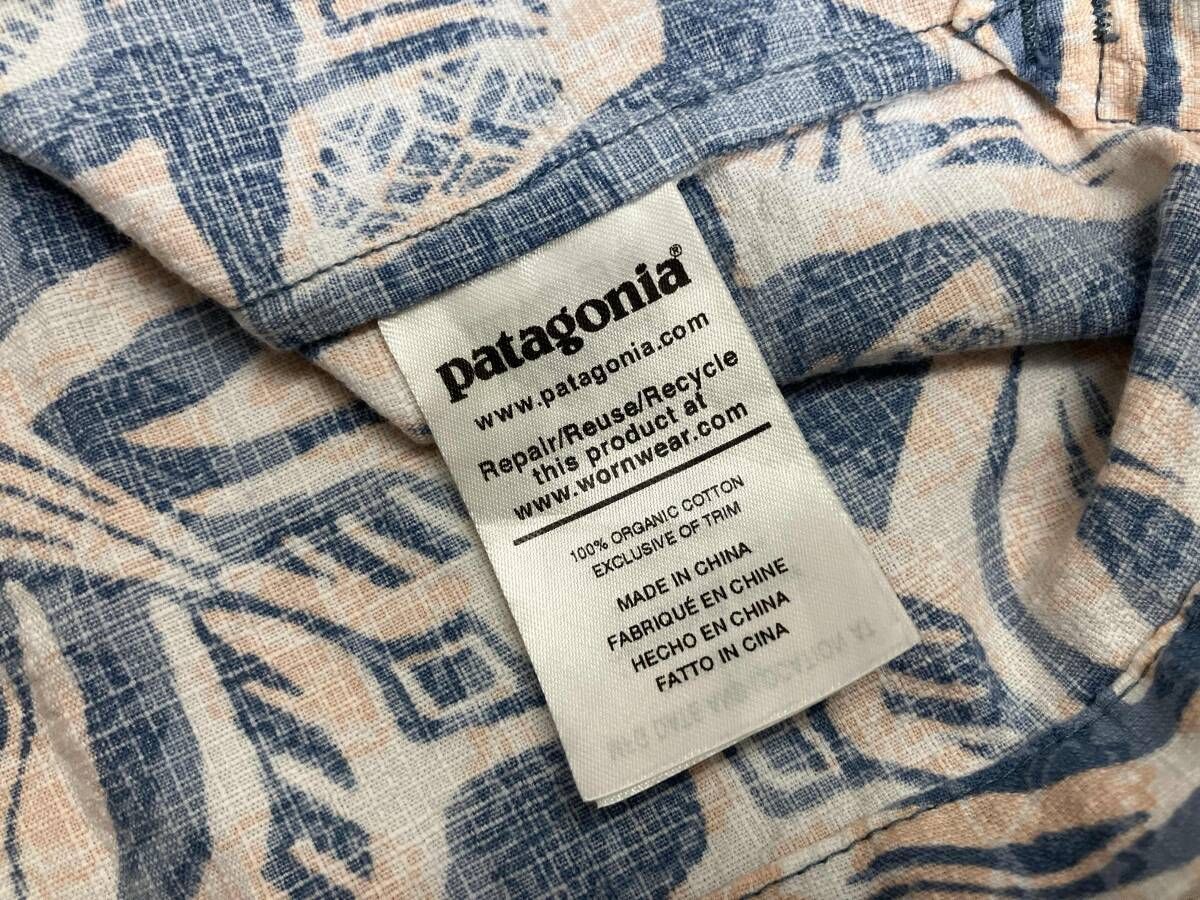 patagonia®
www.patagonia.com
Repair/Reuse/Recycle
this product at
www.wornwear.com
100% ORGANIC COTTON
EXCLUSIVE OF TRIM
MADE IN CHINA
FABRIQUÉ EN CHINE
HECHO EN CHINA
FATTO IN CINA